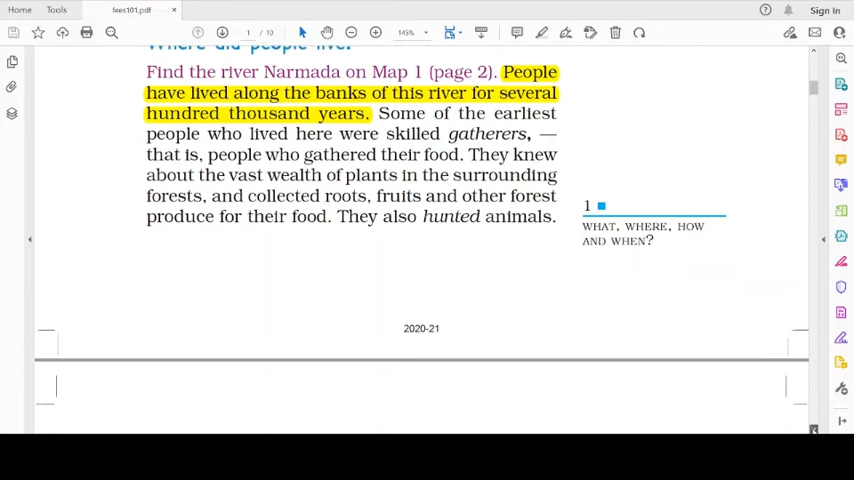 Home Tools fees101.pdf × Sign In
1 / 10 145%
Where did people live?
Find the river Narmada on Map 1 (page 2). People
have lived along the banks of this river for several
hundred thousand years. Some of the earliest
people who lived here were skilled gatherers, —
that is, people who gathered their food. They knew
about the vast wealth of plants in the surrounding
forests, and collected roots, fruits and other forest
produce for their food. They also hunted animals.
1
WHAT, WHERE, HOW
AND WHEN?
2020-21